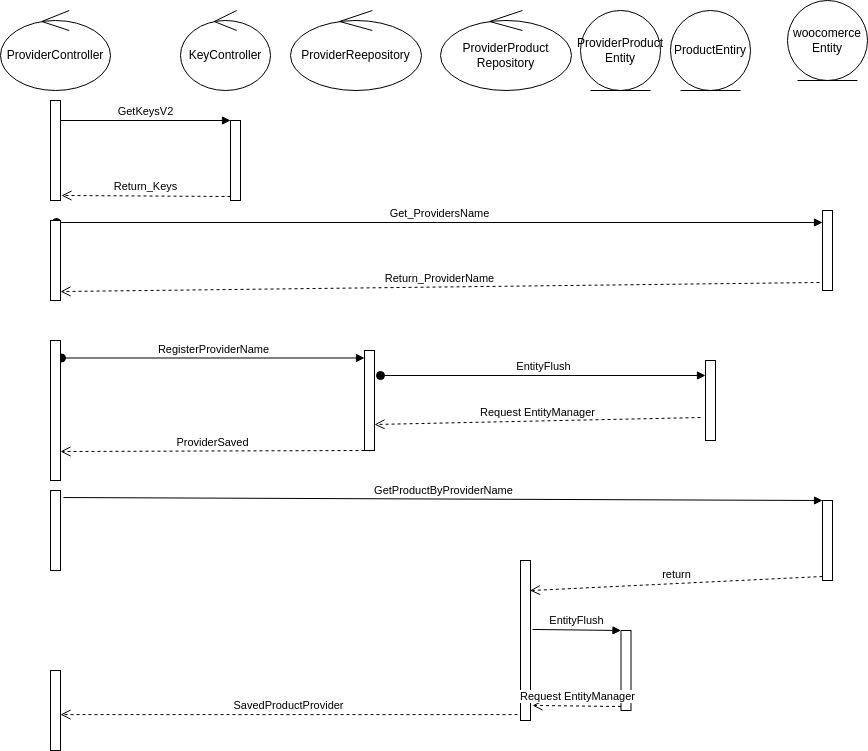 ProviderController
KeyController
ProviderReepository
ProviderProduct
Repository
ProviderProduct
Entity
ProductEntiry
woocomerce
Entity
GetKeysV2
Return_Keys
Get_ProvidersName
Return_ProviderName
RegisterProviderName
EntityFlush
Request EntityManager
ProviderSaved
GetProductByProviderName
return
EntityFlush
Request EntityManager
SavedProductProvider